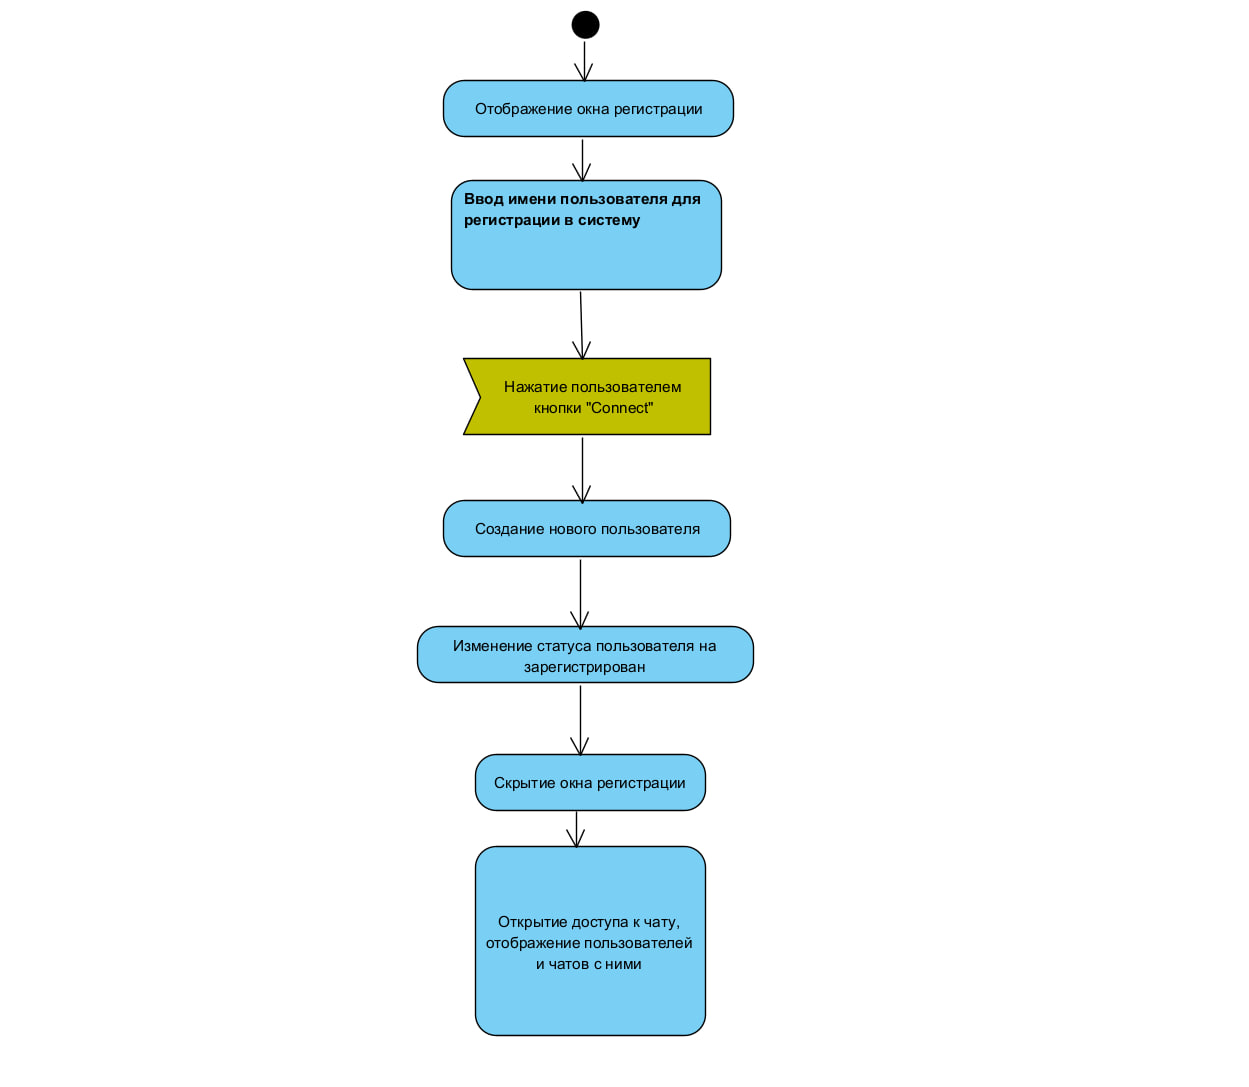 Отображение окна регистрации
Ввод имени пользователя для
регистрации в систему
Нажатие пользователем
кнопки "Connect"
Создание нового пользователя
Изменение статуса пользователя на
зарегистрирован
Скрытие окна регистрации
Открытие доступа к чату,
отображение пользователей
и чатов с ними